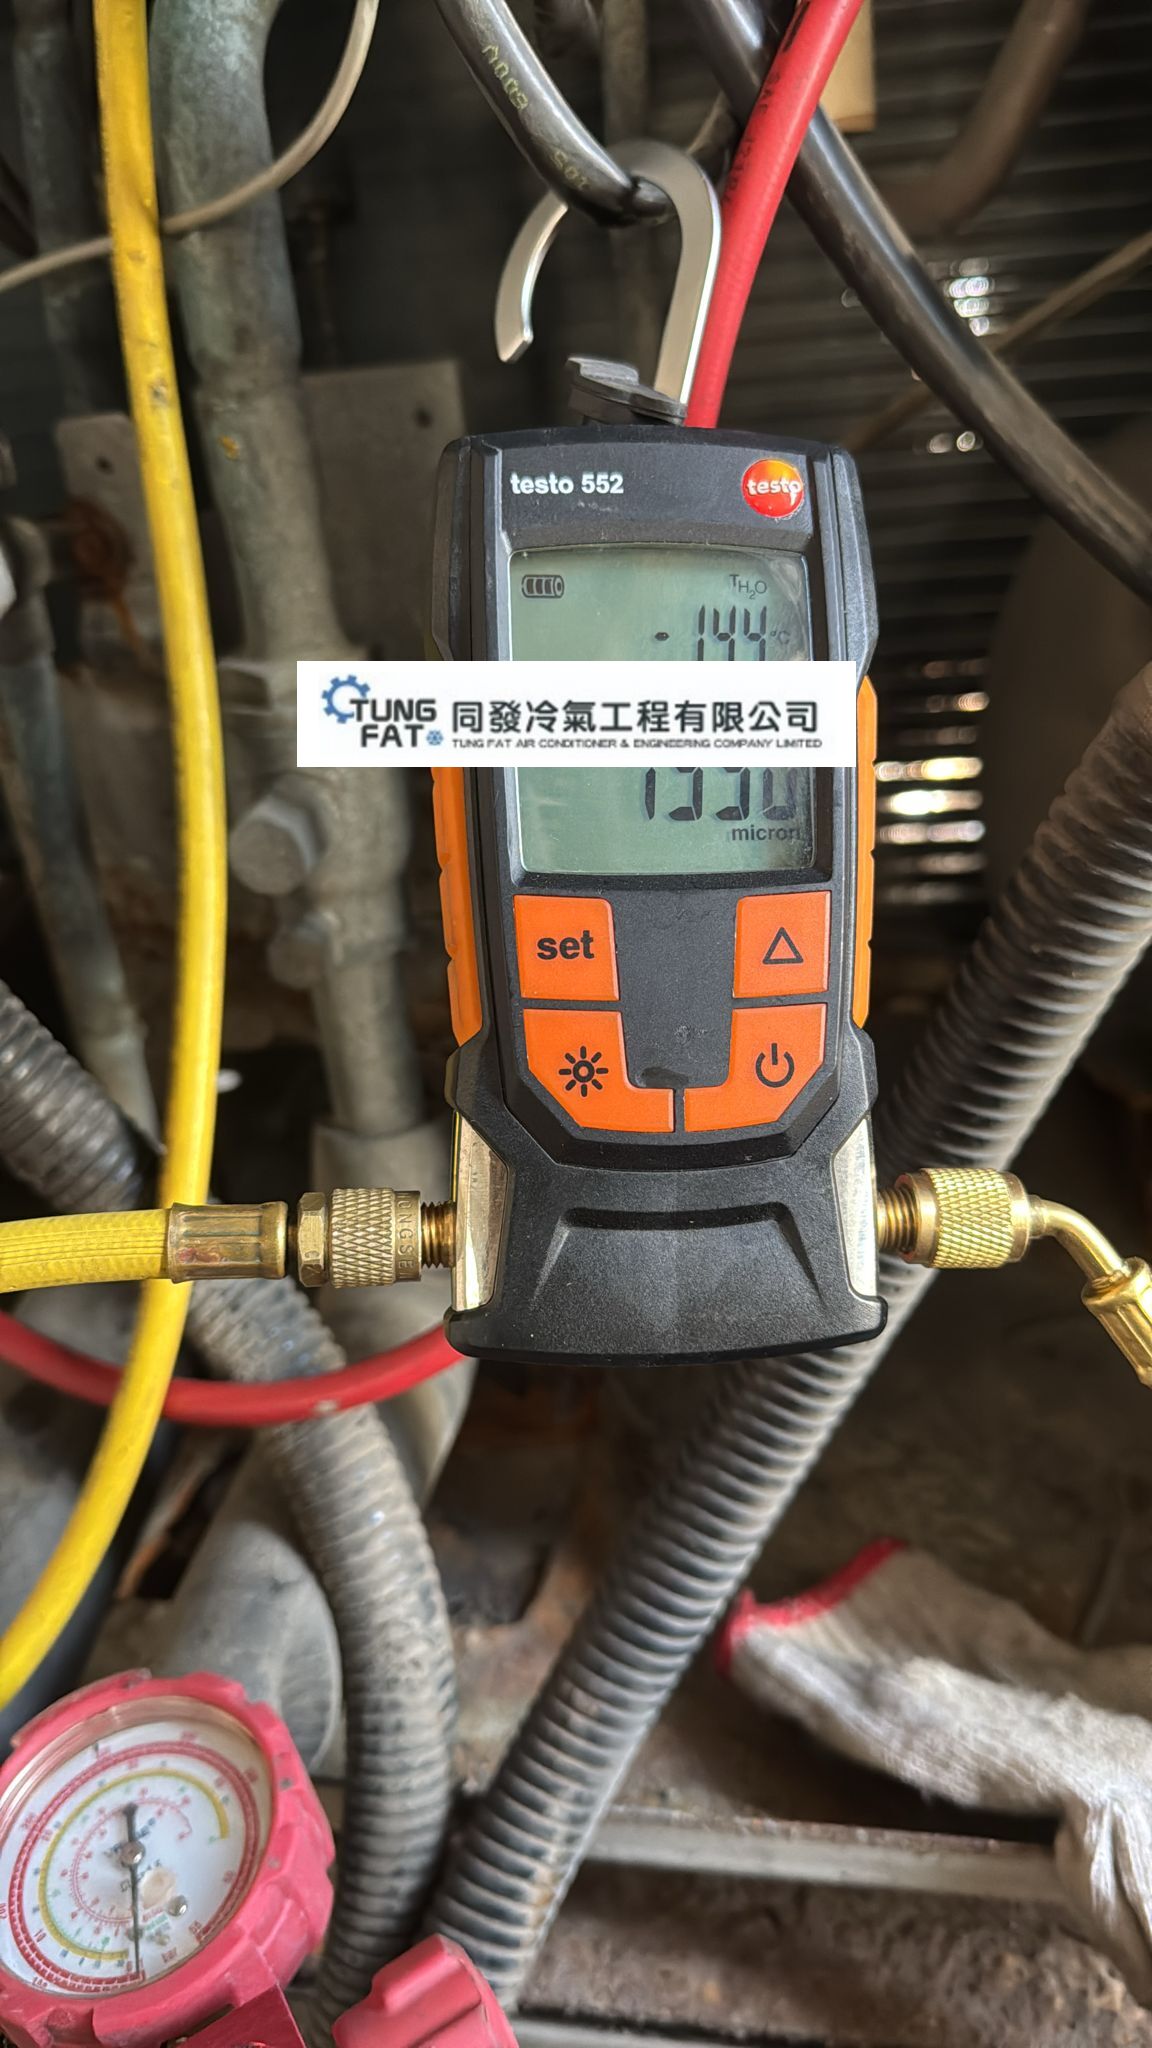 testo 552
testo
TH2O
-14.4 °C
TUNG FAT
同發冷氣工程有限公司
TUNG FAT AIR CONDITIONER & ENGINEERING COMPANY LIMITED
micron
set